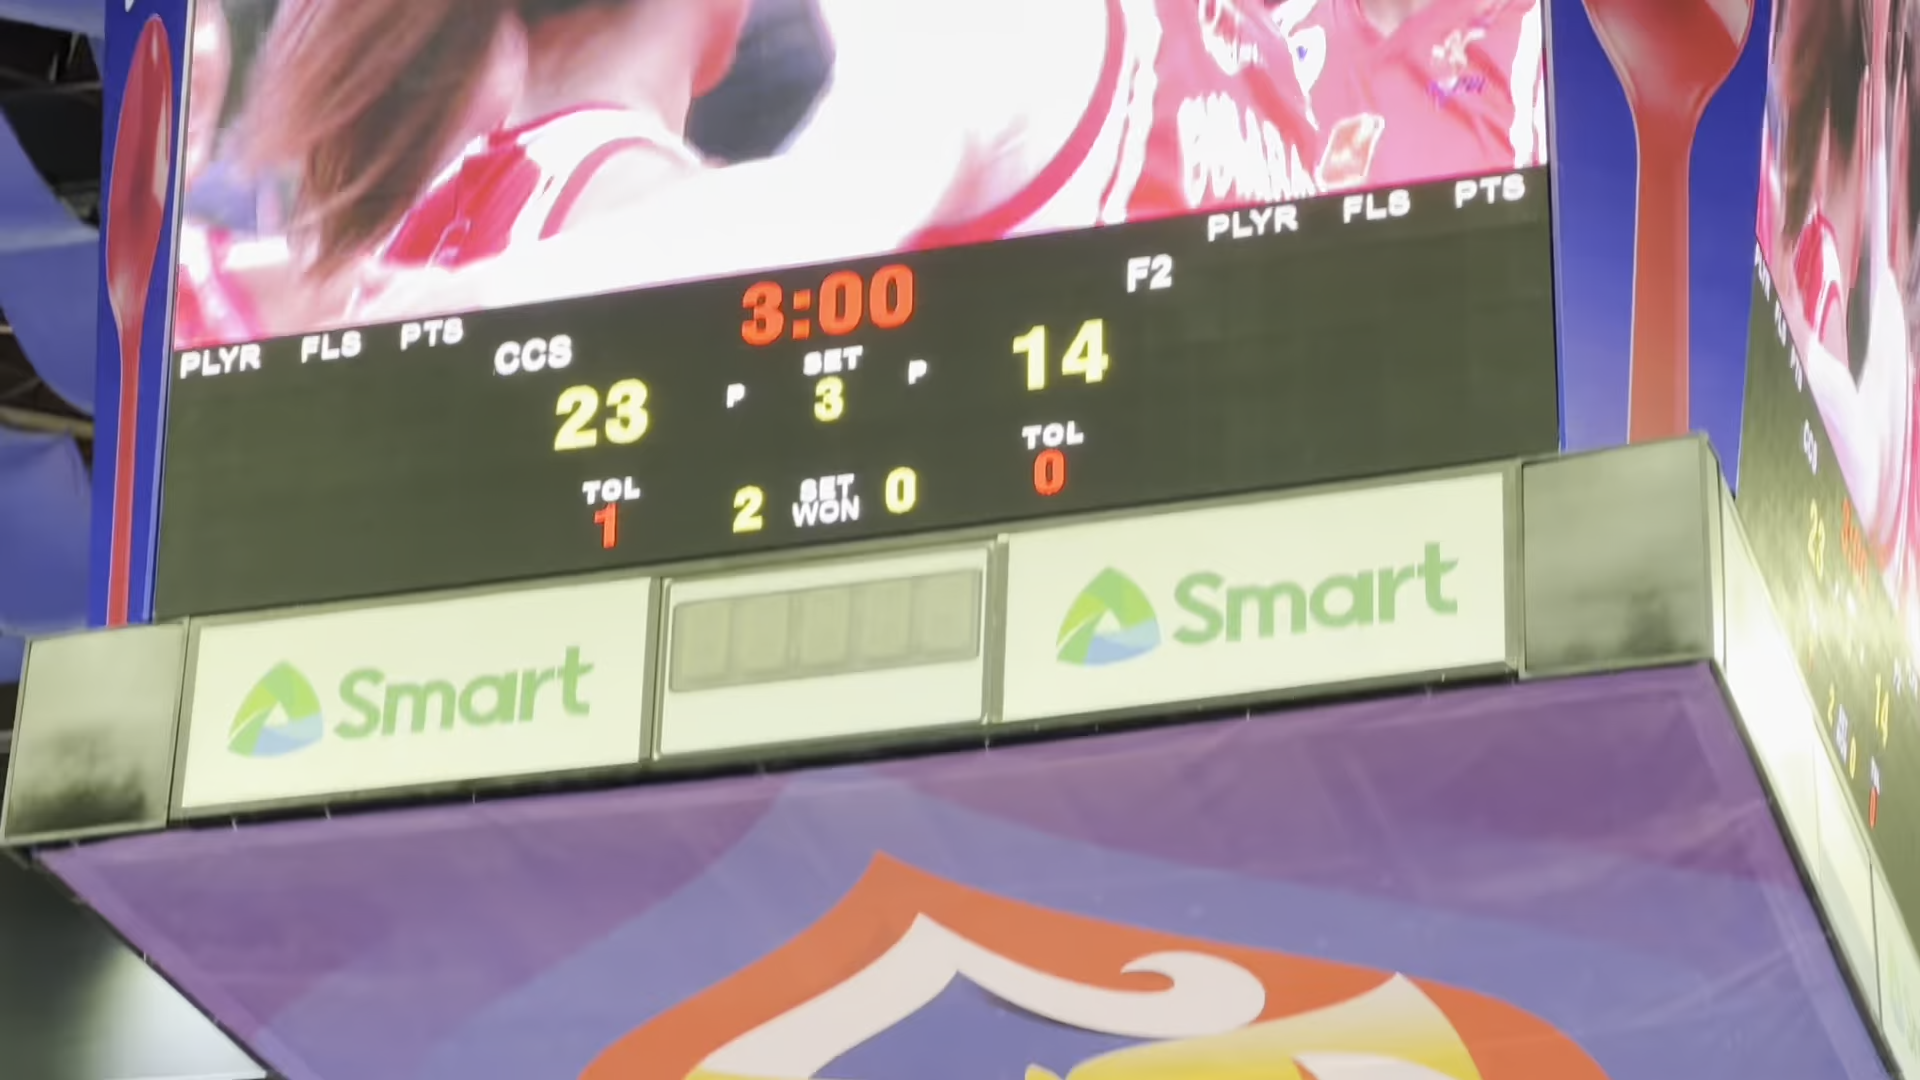 PLYR FLS PTS
3:00
F2
PLYR FLS PTS
CCS
SET
14
23
P 3 P
TOL
TOL
SET
0
1
2 WON 0
Smart
Smart